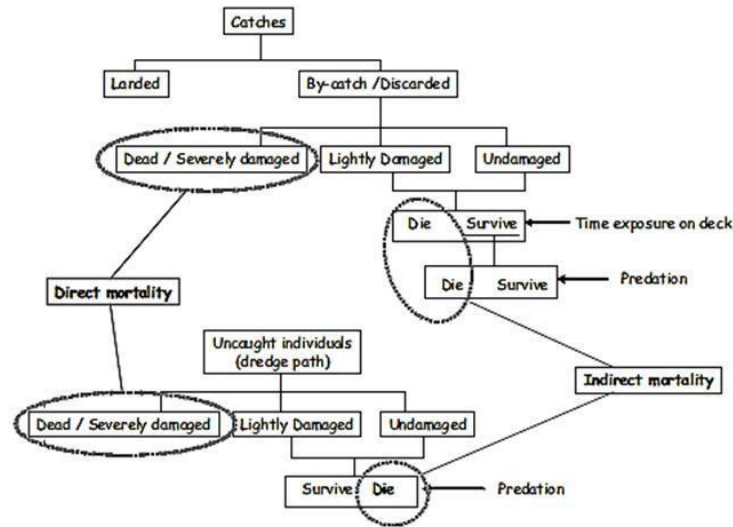 Catches
Landed
By-catch /Discarded
Dead / Severely damaged
Lightly Damaged
Undamaged
Die Survive
Time exposure on deck
Die Survive
Predation
Direct mortality
Uncaught individuals
(dredge path)
Indirect mortality
Dead / Severely damaged
Lightly Damaged
Undamaged
Survive Die
Predation